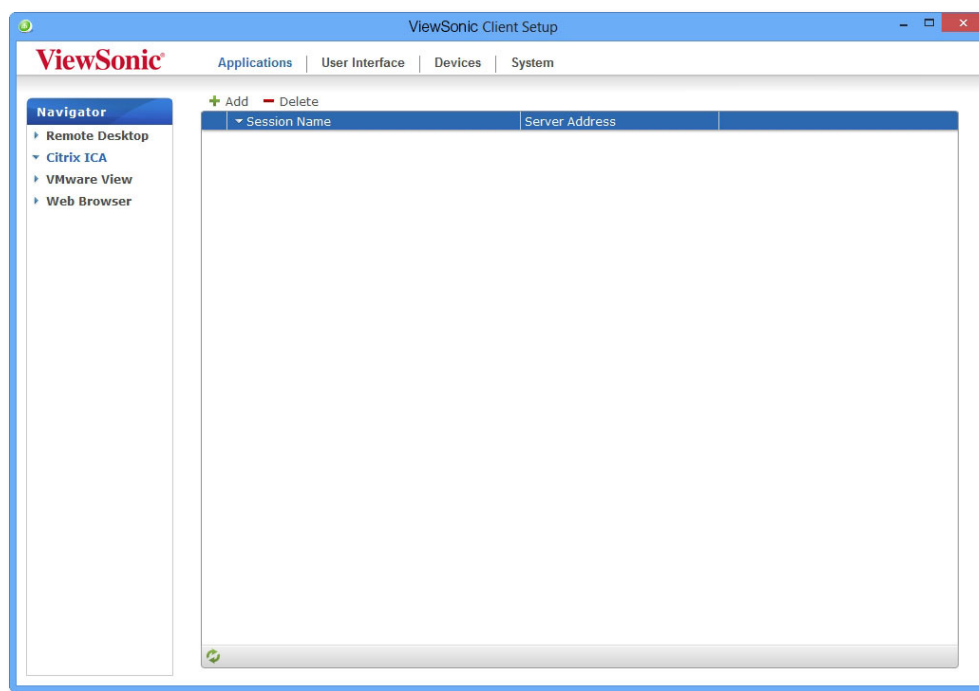 ViewSonic Client Setup
ViewSonic®
Applications | User Interface | Devices | System
Navigator
Remote Desktop
Citrix ICA
VMware View
Web Browser
Add Delete
Session Name Server Address